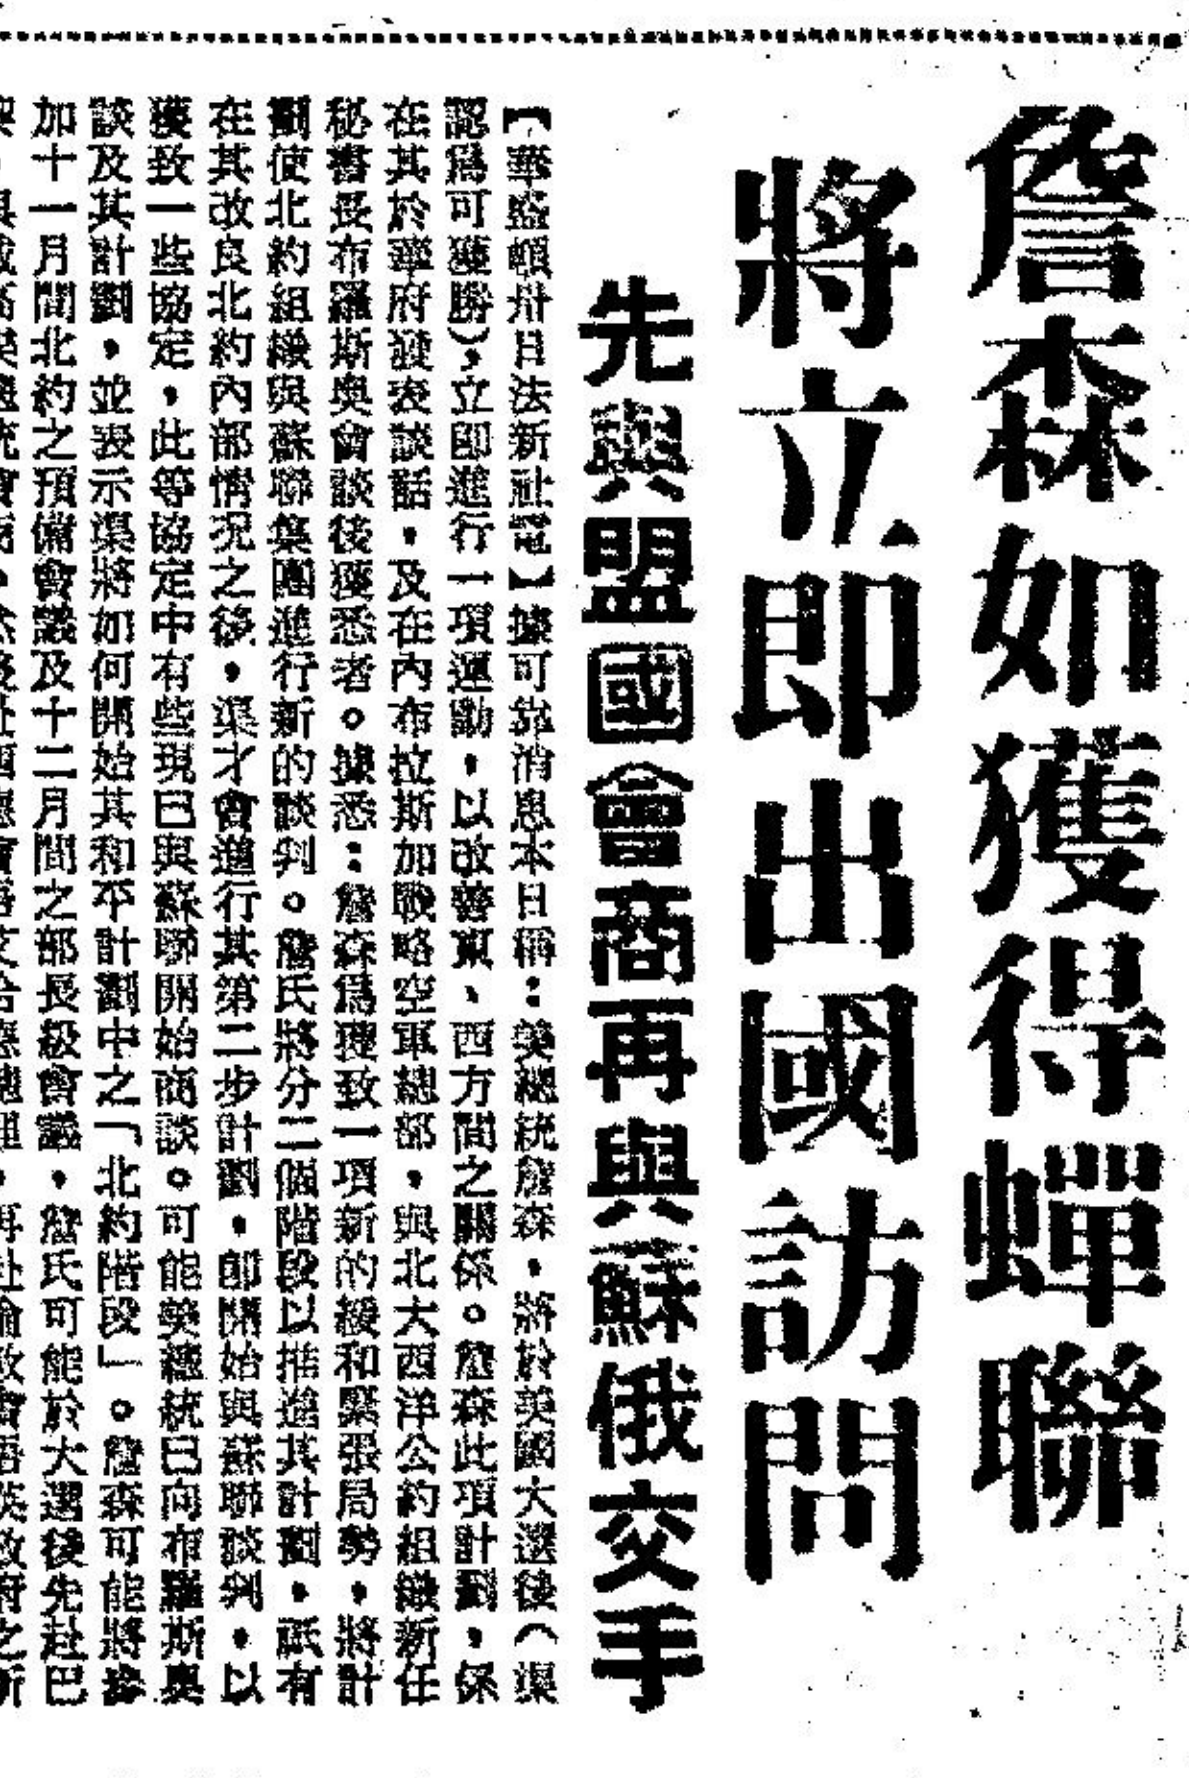 詹森如獲得蟬聯
將立即出國訪問
先與盟國會商再與蘇俄交手
【華盛頓卅日法新社電】據可靠消息本日稱：美總統詹森，將於美國大選後（渠
認爲可獲勝），立即進行一項運動，以改善東、西方間之關係。詹森此項計劃，係
在其於華府發表談話，及在內布拉斯加戰略空軍總部，與北大西洋公約組織新任
秘書長布羅斯奧會談後獲悉者。據悉：詹森爲獲致一項新的緩和緊張局勢，將計
劃使北約組織與蘇聯集團進行新的談判。詹氏將分二個階段以推進其計劃，祇有
在其改良北約內部情況之後，渠才會進行其第二步計劃，卽開始與蘇聯談判，以
獲致一些協定，此等協定中有些現已與蘇聯開始商談。可能美總統已向布羅斯奧
談及其計劃，並表示渠將如何開始其和平計劃中之「北約階段」。詹森可能將參
加十一月間北約之預備會議及十二月間之部長級會議，詹氏可能於大選後先赴巴